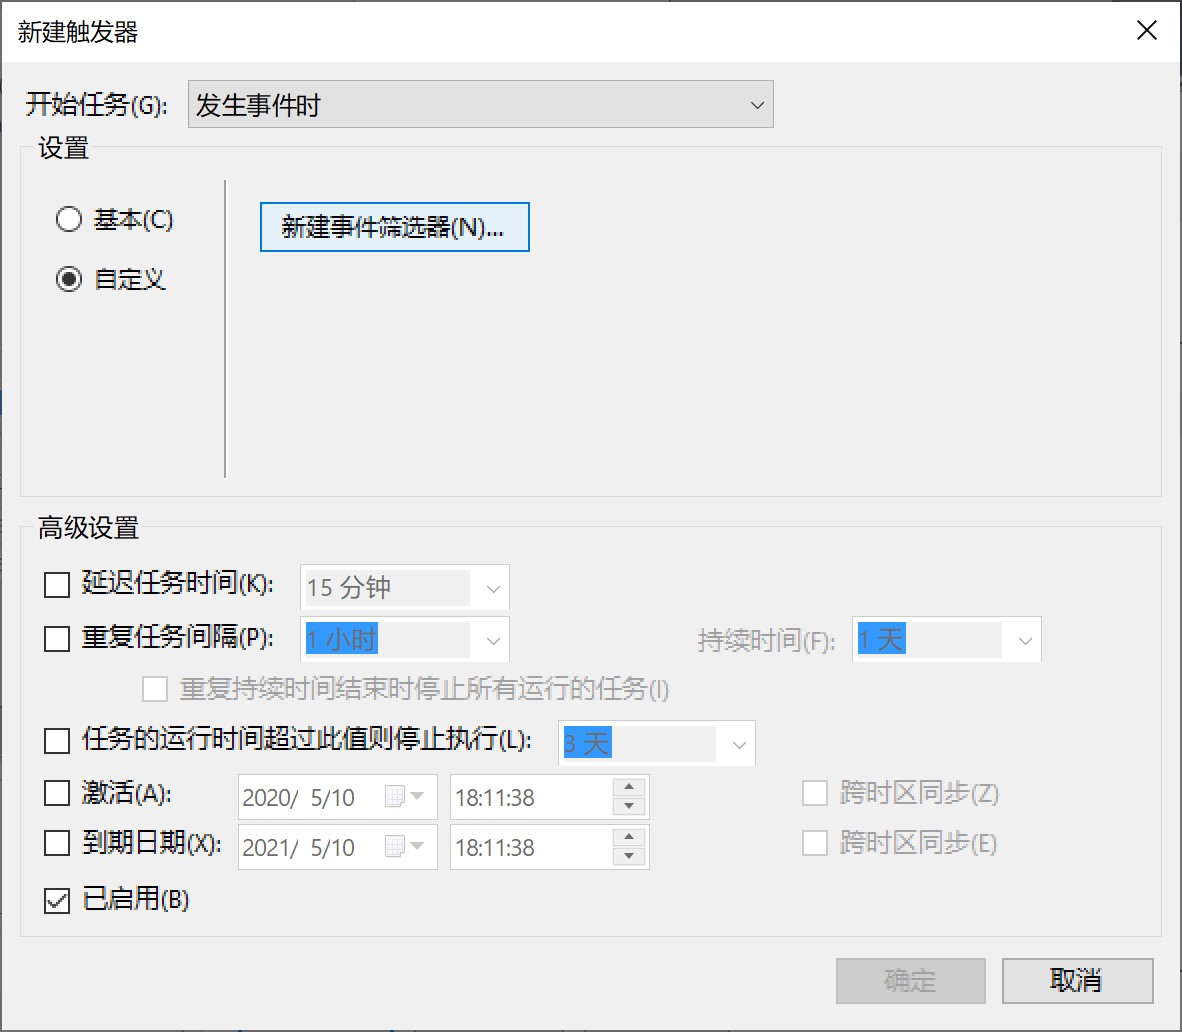 新建触发器
开始任务(G): 发生事件时
设置
基本(C)
新建事件筛选器(N)...
自定义
高级设置
延迟任务时间(K): 15 分钟
重复任务间隔(P): 1 小时 持续时间(F): 1 天
重复持续时间结束时停止所有运行的任务(I)
任务的运行时间超过此值则停止执行(L): 3 天
激活(A): 2020/ 5/10 18:11:38 跨时区同步(Z)
到期日期(X): 2021/ 5/10 18:11:38 跨时区同步(E)
已启用(B)
确定 取消